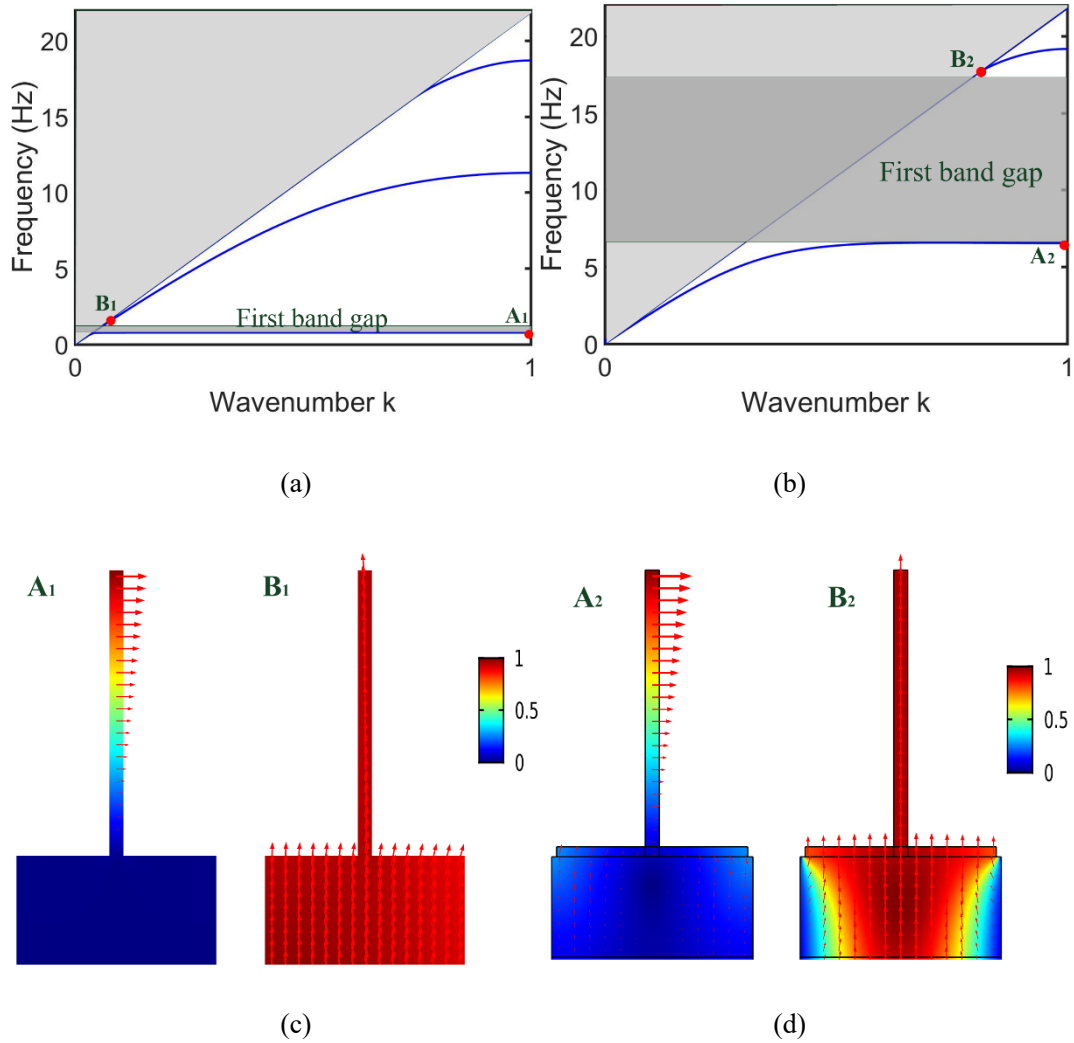 Frequency (Hz)
20
15
10
5
0
B1
First band gap
A1
0
1
Wavenumber k
(a)
Frequency (Hz)
20
15
10
5
0
B2
First band gap
A2
0
1
Wavenumber k
(b)
A1
B1
1
0.5
0
(c)
A2
B2
1
0.5
0
(d)